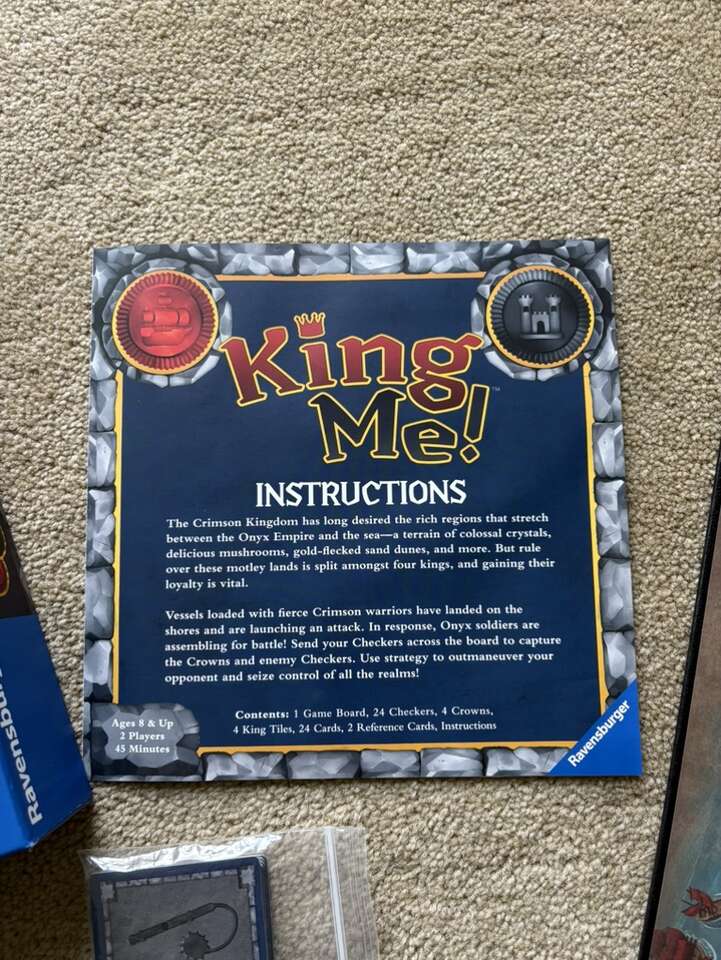 King
Me!
™
INSTRUCTIONS
The Crimson Kingdom has long desired the rich regions that stretch
between the Onyx Empire and the sea—a terrain of colossal crystals,
delicious mushrooms, gold-flecked sand dunes, and more. But rule
over these motley lands is split amongst four kings, and gaining their
loyalty is vital.
Vessels loaded with fierce Crimson warriors have landed on the
shores and are launching an attack. In response, Onyx soldiers are
assembling for battle! Send your Checkers across the board to capture
the Crowns and enemy Checkers. Use strategy to outmaneuver your
opponent and seize control of all the realms!
Ages 8 & Up
2 Players
45 Minutes
Contents: 1 Game Board, 24 Checkers, 4 Crowns,
4 King Tiles, 24 Cards, 2 Reference Cards, Instructions
Ravensburger
Ravensbur